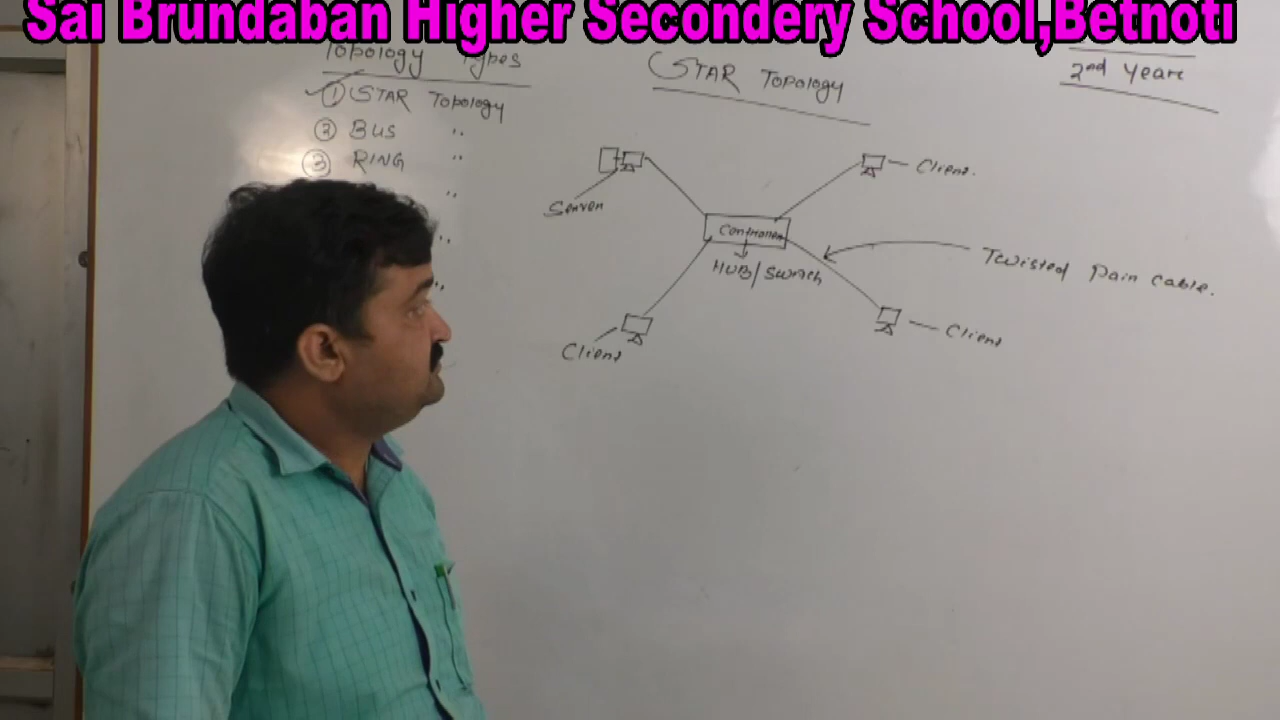 Sai Brundaban Higher Secondery School,Betnoti
Topology Types
① STAR Topology
② BUS "
③ RING "
"
"
"
STAR Topology
2nd Year
Server
Client.
Controller
HUB/Switch
Twisted Pair cable.
Client
Client